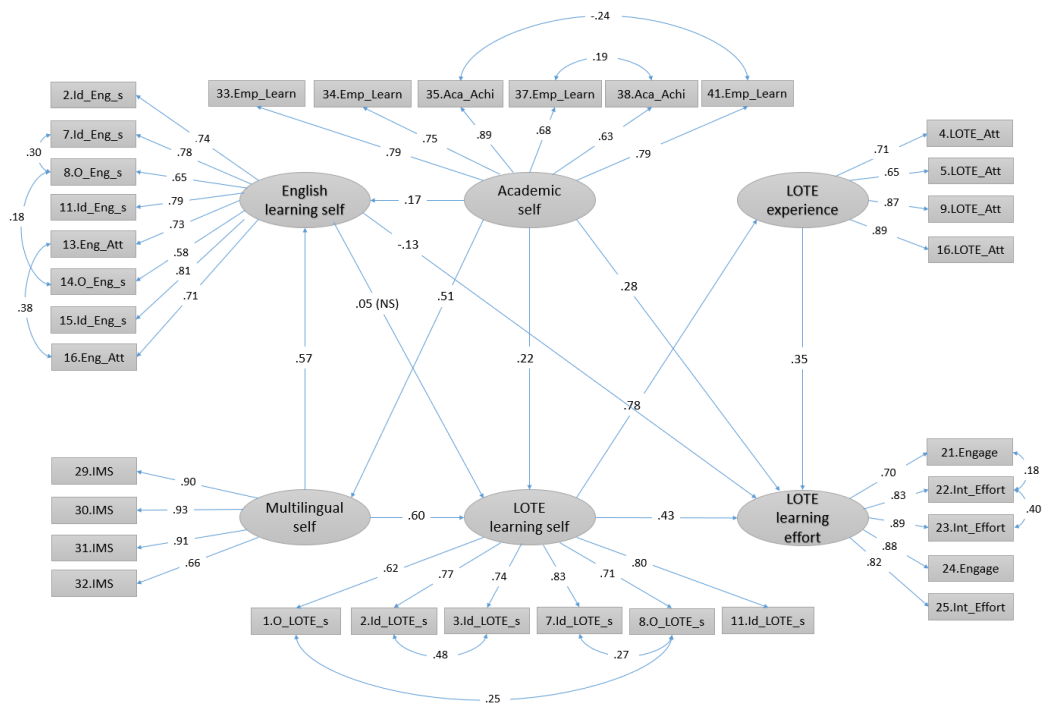 -.24
.19
2.Id_Eng_s
33.Emp_Learn
34.Emp_Learn
35.Aca_Achi
37.Emp_Learn
38.Aca_Achi
41.Emp_Learn
7.Id_Eng_s
.30
8.O_Eng_s
11.Id_Eng_s
.18
13.Eng_Att
14.O_Eng_s
.38
15.Id_Eng_s
16.Eng_Att
.74
.78
.65
.79
.73
.58
.81
.71
.79
.75
.89
.68
.63
.79
English
learning self
.17
Academic
self
LOTE
experience
.71
.65
.87
.89
4.LOTE_Att
5.LOTE_Att
9.LOTE_Att
16.LOTE_Att
-.13
.05 (NS)
.51
.28
.57
.22
.35
.78
29.IMS
30.IMS
31.IMS
32.IMS
.90
.93
.91
.66
Multilingual
self
.60
LOTE
learning self
.43
LOTE
learning
effort
.70
.83
.89
.88
.82
21.Engage
22.Int_Effort
23.Int_Effort
24.Engage
25.Int_Effort
.18
.40
.62
.77
.74
.83
.71
.80
1.O_LOTE_s
2.Id_LOTE_s
3.Id_LOTE_s
7.Id_LOTE_s
8.O_LOTE_s
11.Id_LOTE_s
.48
.27
.25